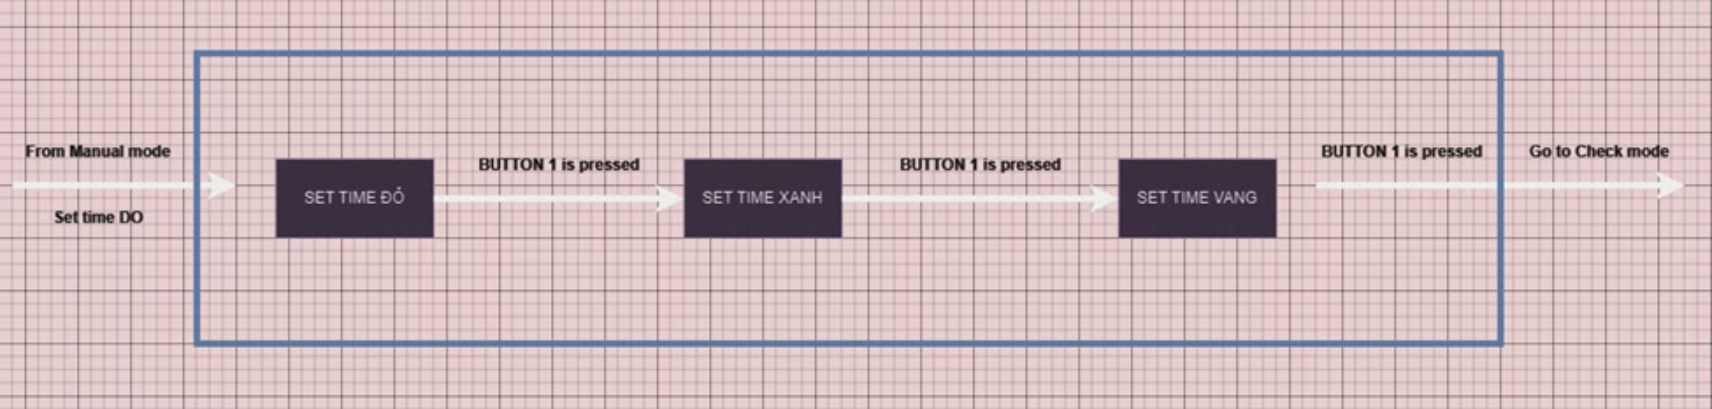 From Manual mode
Set time DO
SET TIME ĐỎ
BUTTON 1 is pressed
SET TIME XANH
BUTTON 1 is pressed
SET TIME VANG
BUTTON 1 is pressed
Go to Check mode